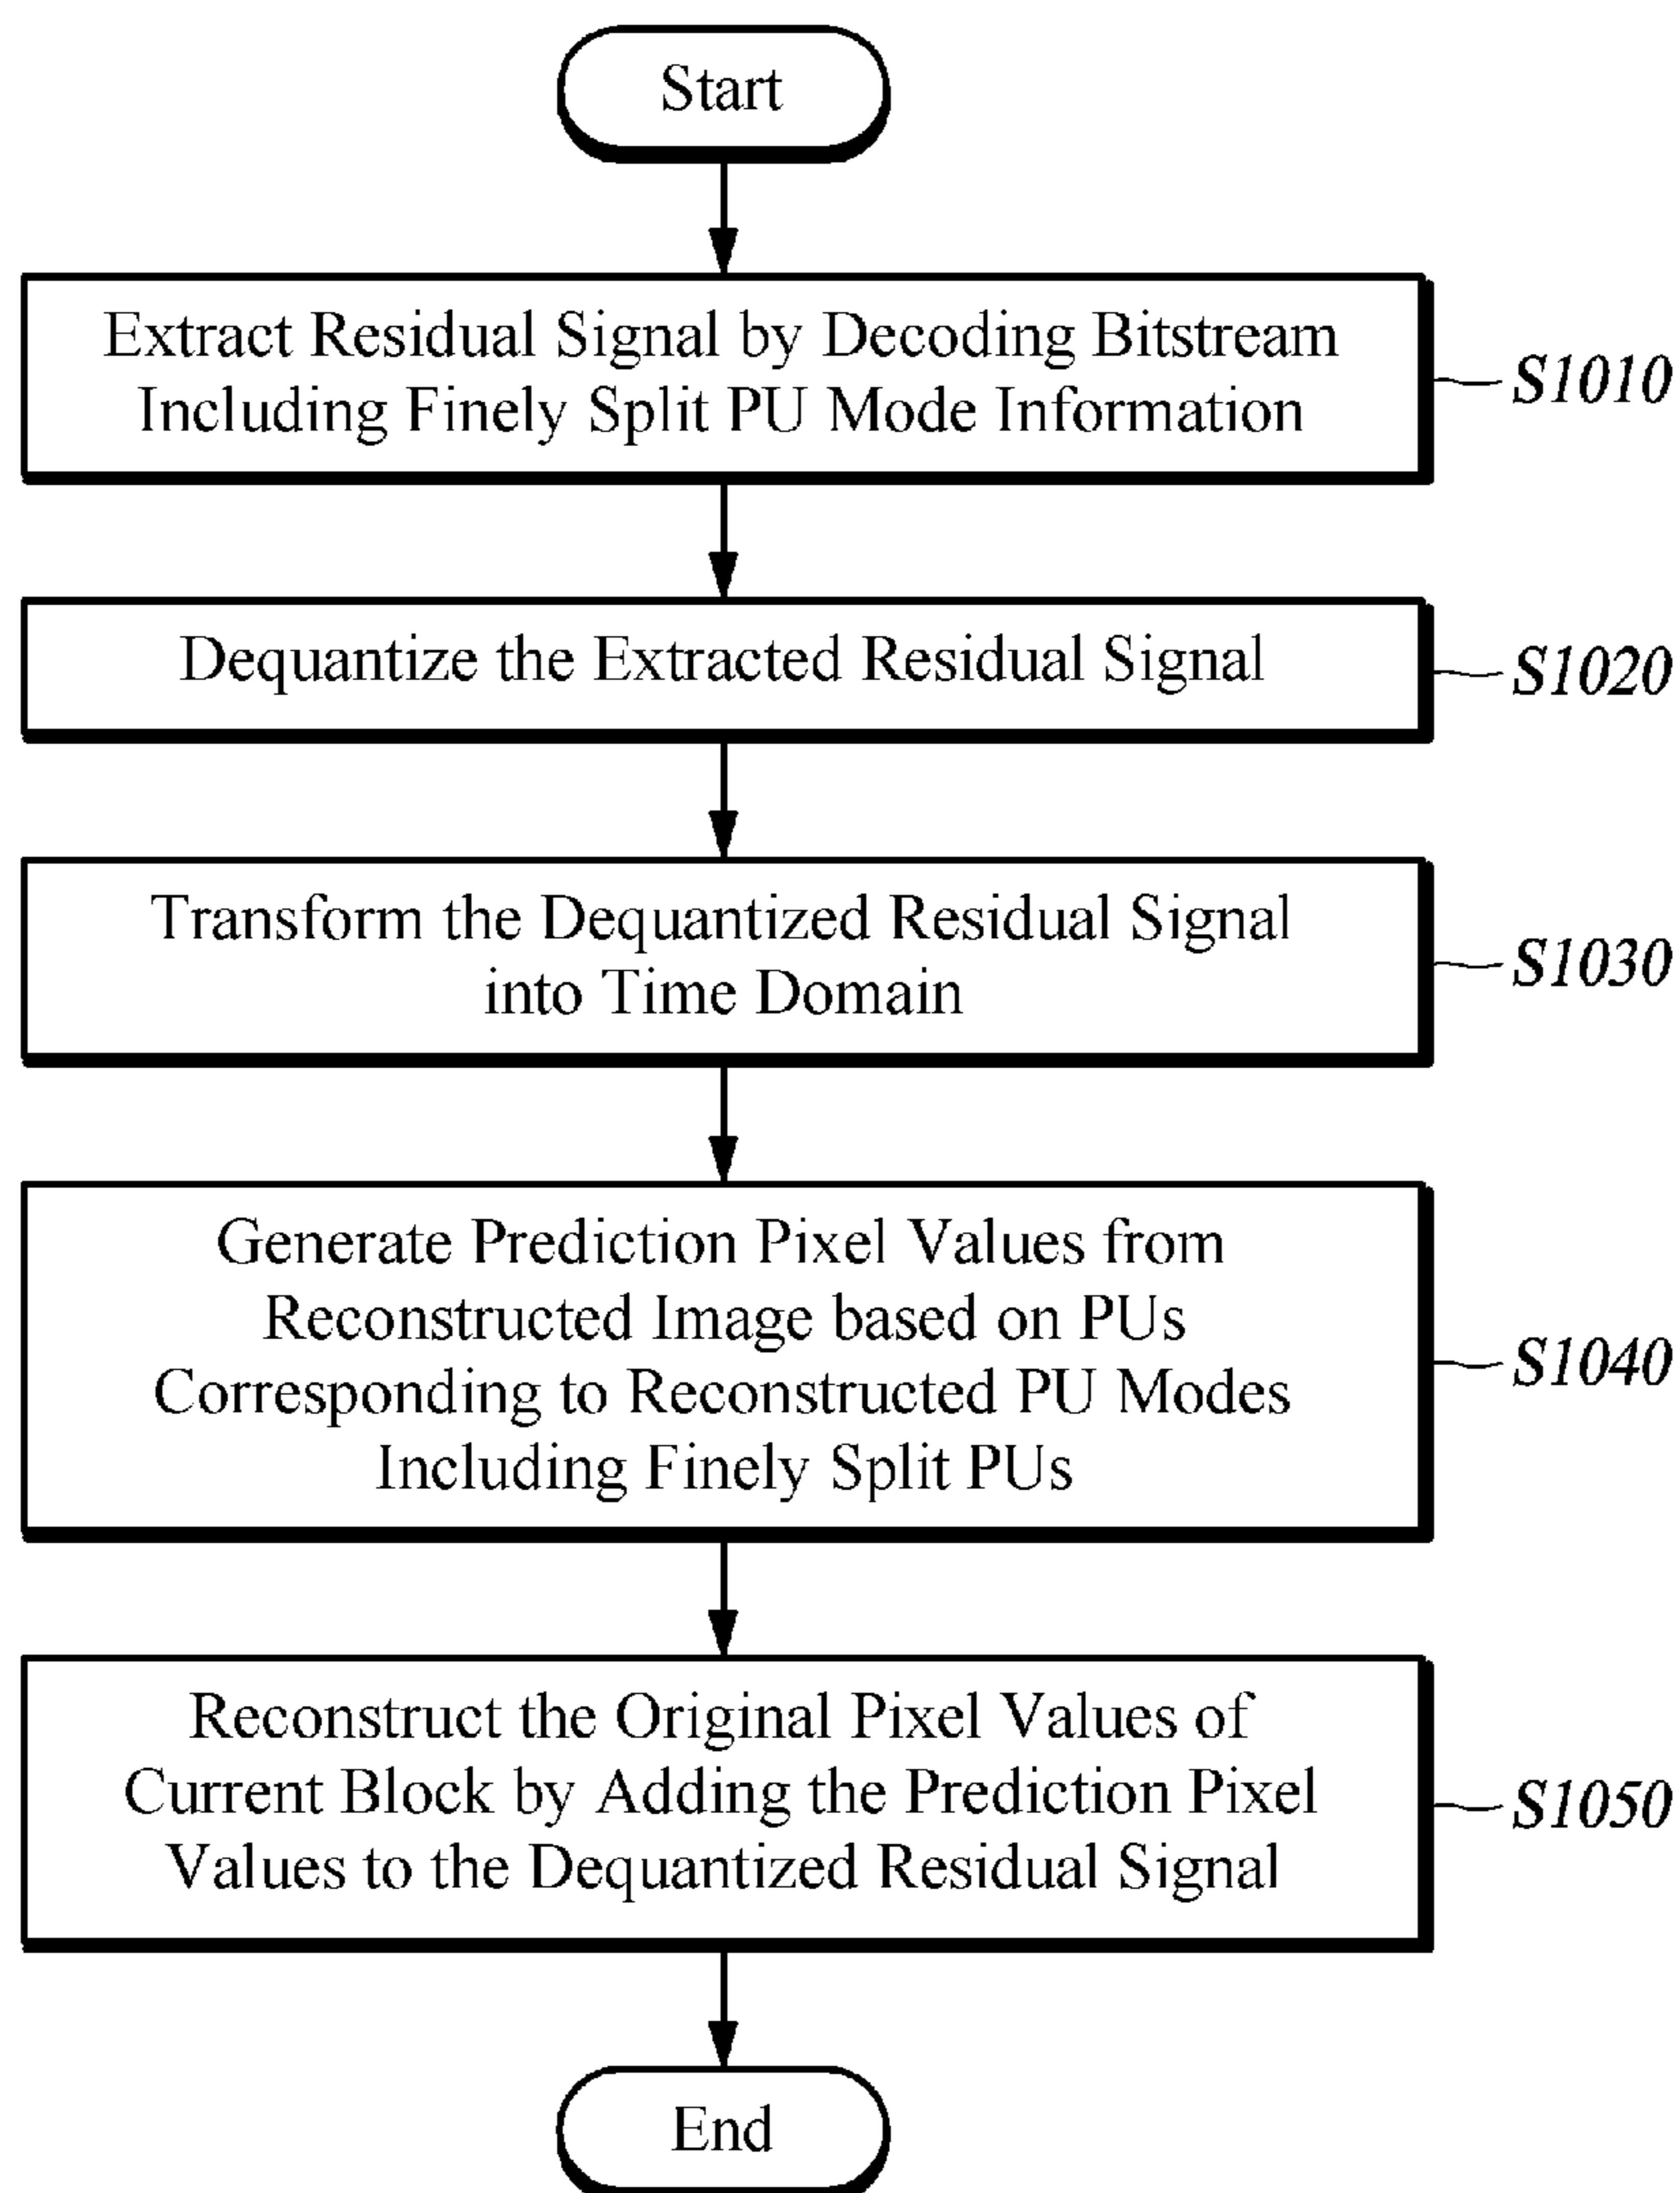 Start
Extract Residual Signal by Decoding Bitstream
Including Finely Split PU Mode Information
S1010
Dequantize the Extracted Residual Signal
S1020
Transform the Dequantized Residual Signal
into Time Domain
S1030
Generate Prediction Pixel Values from
Reconstructed Image based on PUs
Corresponding to Reconstructed PU Modes
Including Finely Split PUs
S1040
Reconstruct the Original Pixel Values of
Current Block by Adding the Prediction Pixel
Values to the Dequantized Residual Signal
S1050
End